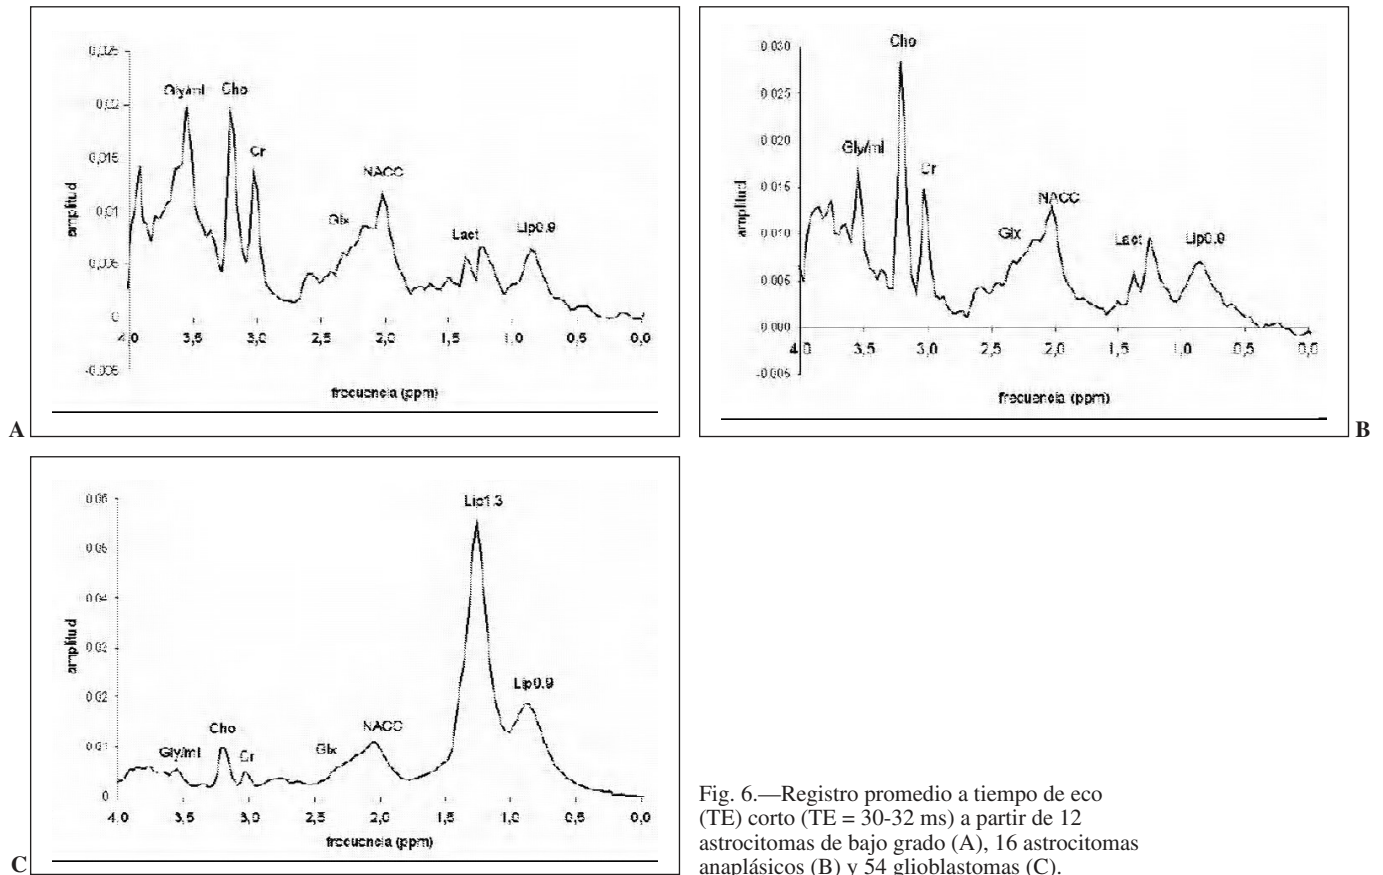 A
0,025
0,02
0,015
0,01
0,005
0
-0,005
amplitud
Gly/mI
Cho
Cr
Glx
NACC
Lact
Lip0.9
4,0 3,5 3,0 2,5 2,0 1,5 1,0 0,5 0,0
frecuencia (ppm)
B
0.030
0.025
0.020
0.015
0.010
0.005
0.000
-0.005
amplitud
Cho
Gly/mI
Cr
Glx
NACC
Lact
Lip0.9
4,0 3,5 3,0 2,5 2,0 1,5 1,0 0,5 0,0
frecuencia (ppm)
C
0.06
0.05
0.04
0.03
0.02
0.01
0
amplitud
Gly/mI
Cho
Cr
Glx
NACC
Lip1.3
Lip0.9
4,0 3,5 3,0 2,5 2,0 1,5 1,0 0,5 0,0
frecuencia (ppm)
Fig. 6.—Registro promedio a tiempo de eco
(TE) corto (TE = 30-32 ms) a partir de 12
astrocitomas de bajo grado (A), 16 astrocitomas
anaplásicos (B) y 54 glioblastomas (C).